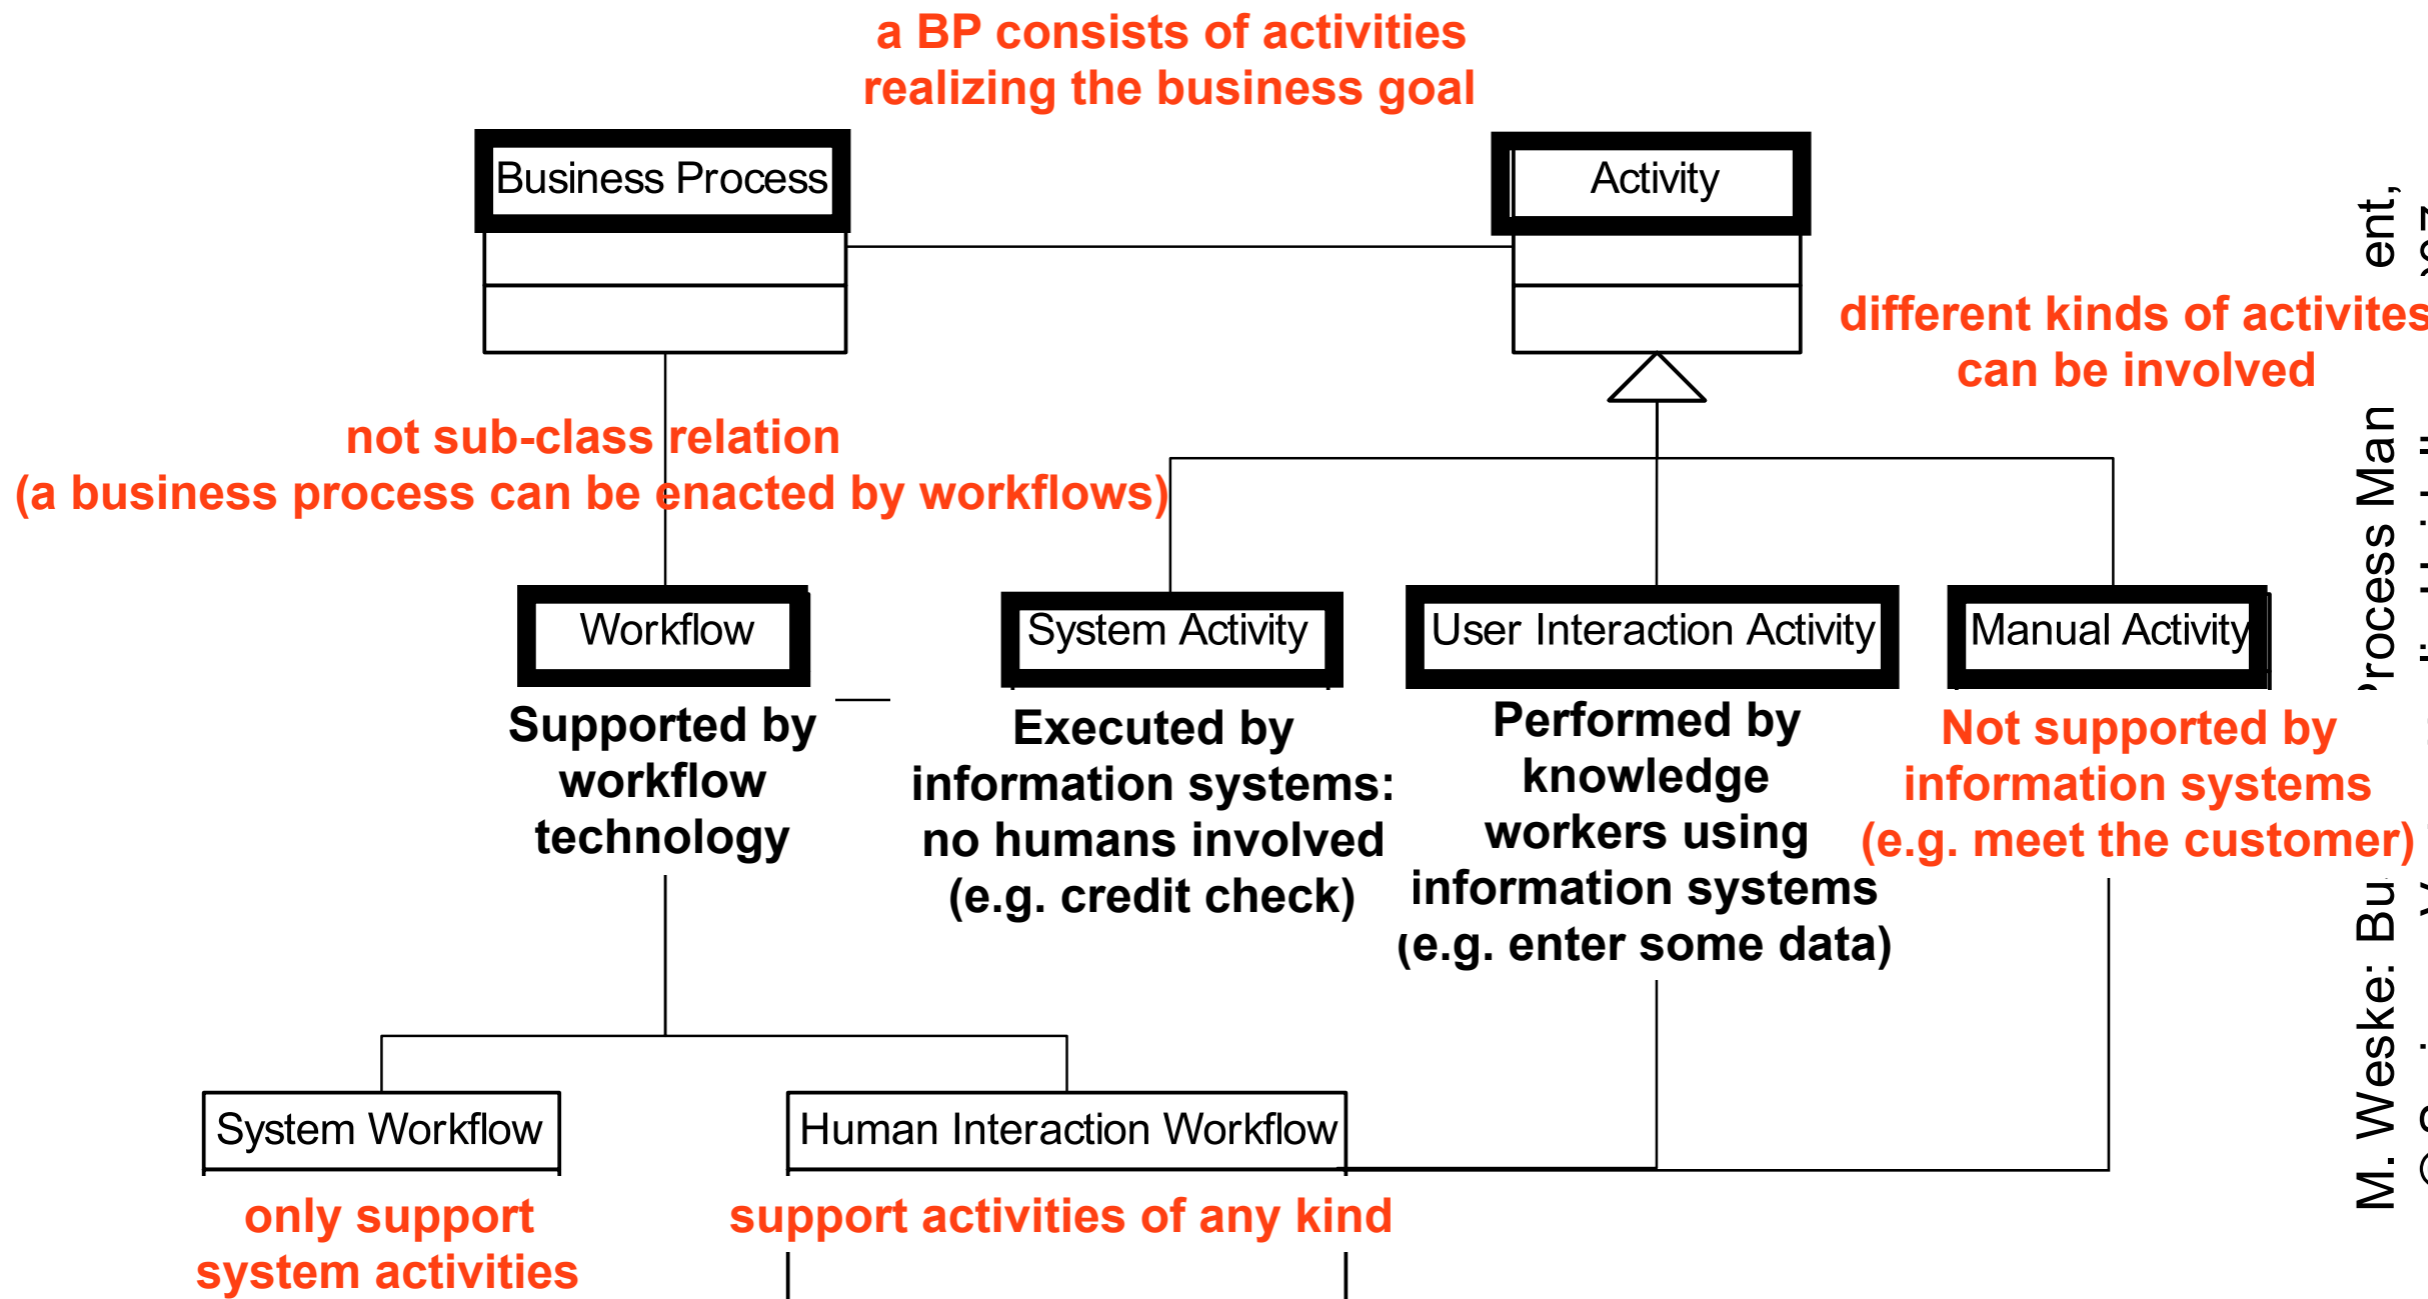 a BP consists of activities
realizing the business goal
Business Process
Activity
different kinds of activites
can be involved
not sub-class relation
(a business process can be enacted by workflows)
Workflow
System Activity
User Interaction Activity
Manual Activity
Supported by
workflow
technology
Executed by
information systems:
no humans involved
(e.g. credit check)
Performed by
knowledge
workers using
information systems
(e.g. enter some data)
Not supported by
information systems
(e.g. meet the customer)
System Workflow
Human Interaction Workflow
only support
system activities
support activities of any kind
M. Weske: Bu rocess Man ent,